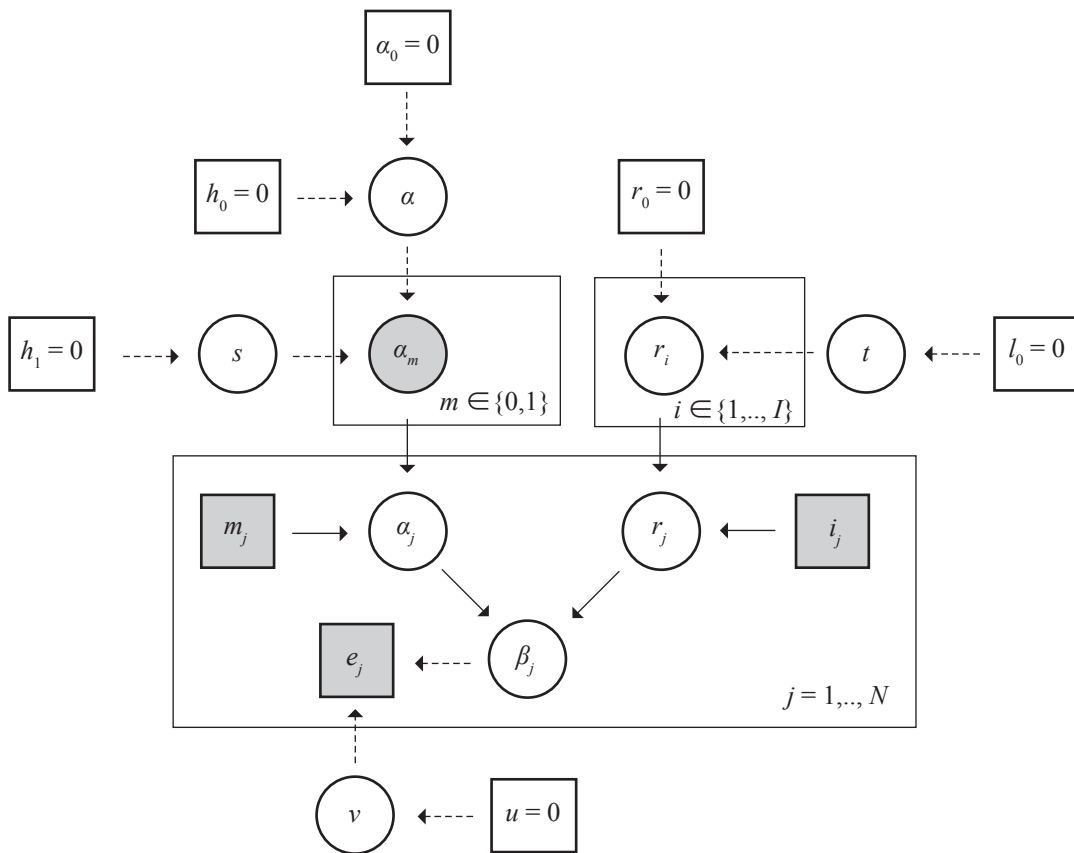 α₀ = 0
h₀ = 0
α
r₀ = 0
h₁ = 0
s
αₘ
rᵢ
t
l₀ = 0
m ∈ {0,1}
i ∈ {1,.., I}
mⱼ
αⱼ
rⱼ
iⱼ
eⱼ
βⱼ
j = 1,.., N
v
u = 0